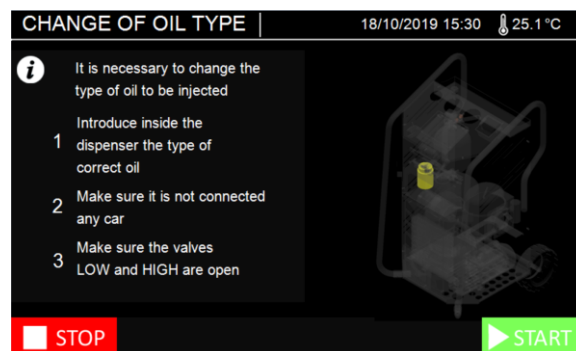 CHANGE OF OIL TYPE
18/10/2019 15:30
25.1 °C
i
It is necessary to change the
type of oil to be injected
1
Introduce inside the
dispenser the type of
correct oil
2
Make sure it is not connected
any car
3
Make sure the valves
LOW and HIGH are open
STOP
START